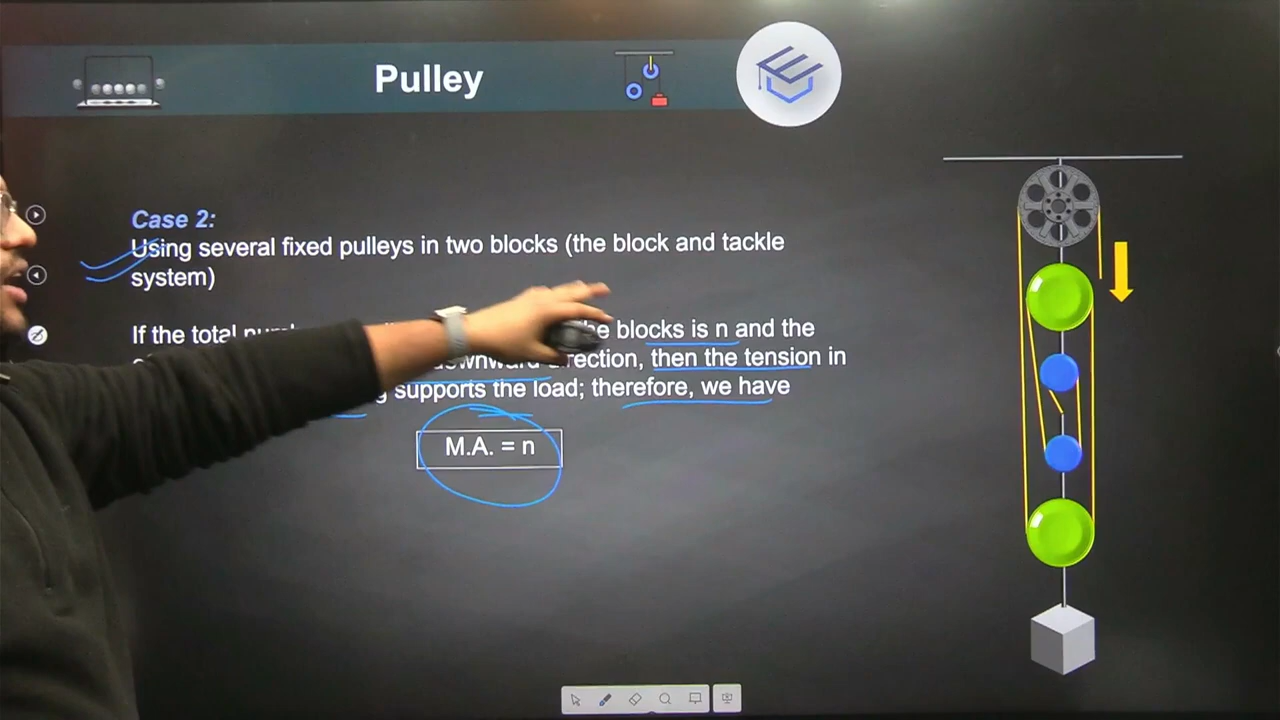 Pulley
Case 2:
Using several fixed pulleys in two blocks (the block and tackle
system)
If the total blocks is n and the
direction, then the tension in
supports the load; therefore, we have
M.A. = n